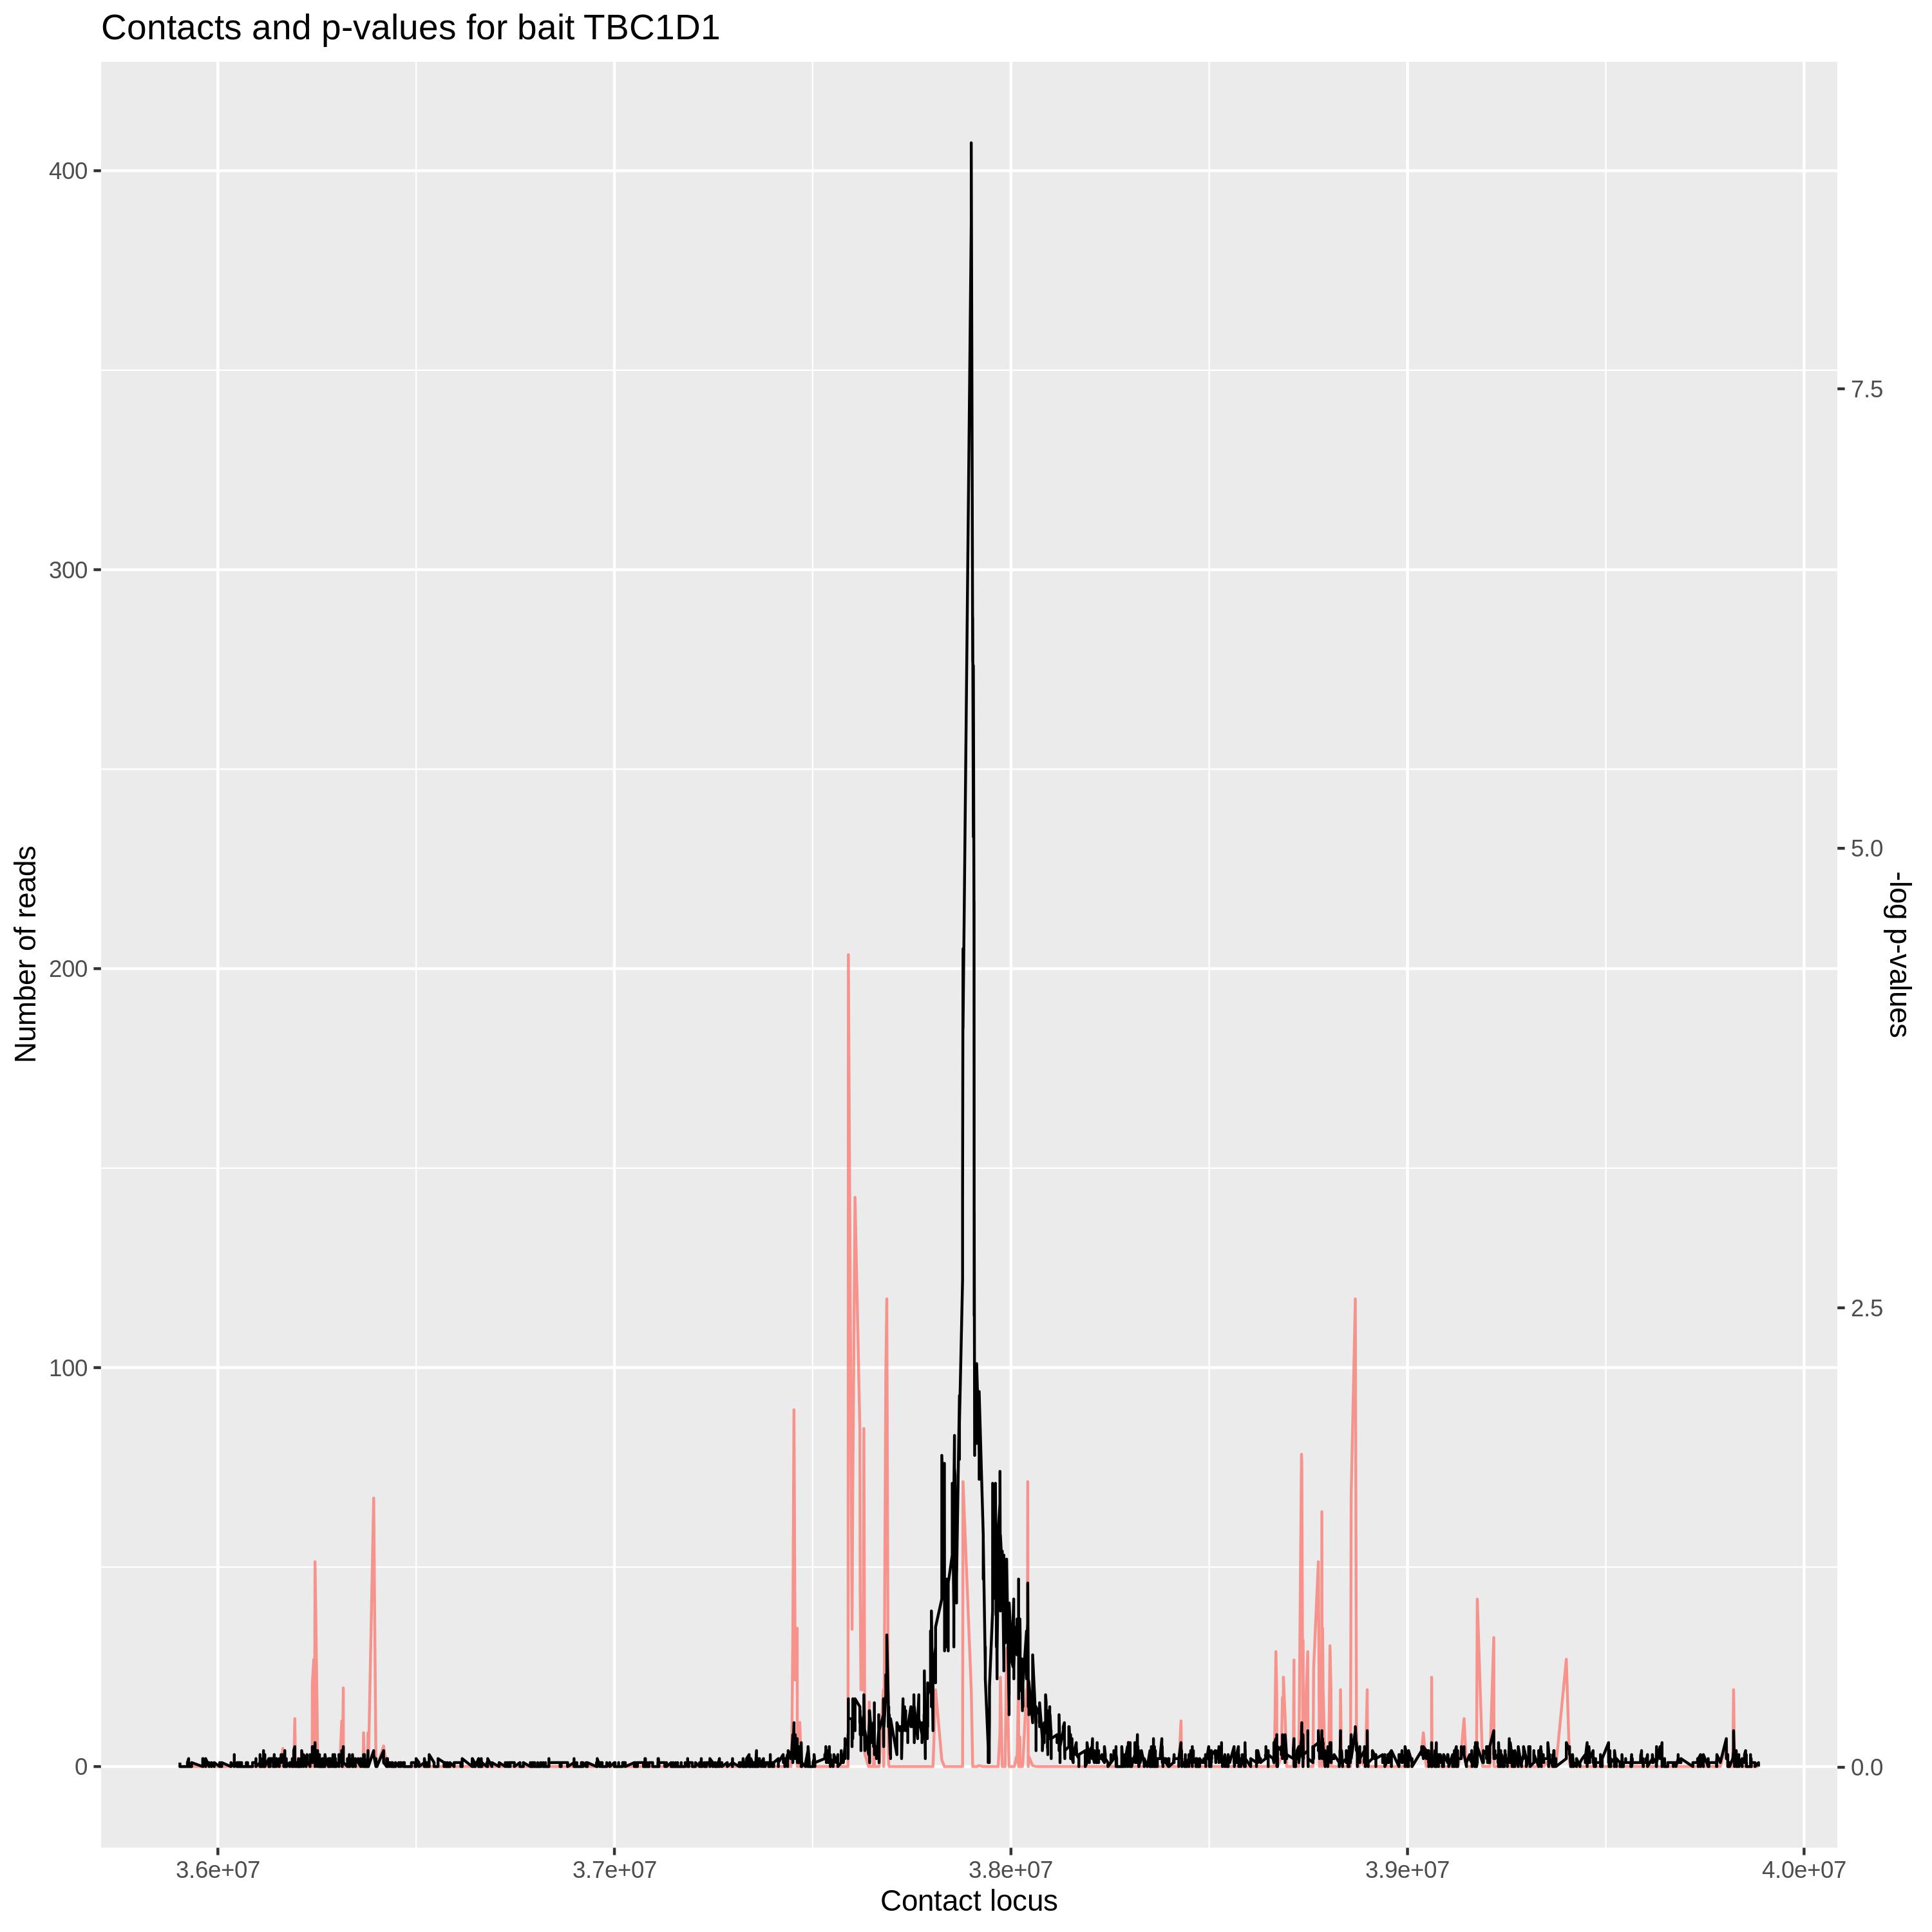 Contacts and p-values for bait TBC1D1
400
300
200
100
0
Number of reads
7.5
5.0
2.5
0.0
-log p-values
3.6e+07
3.7e+07
3.8e+07
3.9e+07
4.0e+07
Contact locus